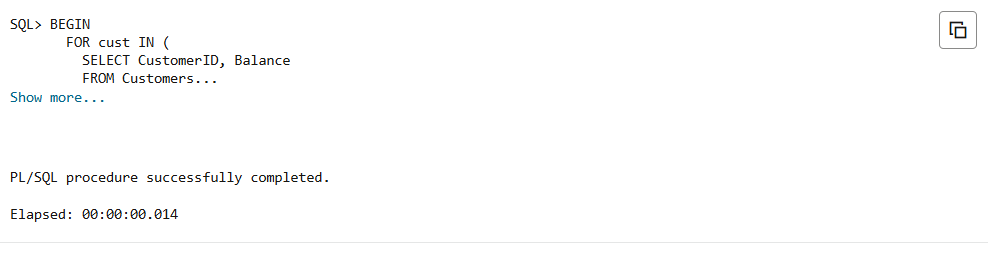 SQL> BEGIN
FOR cust IN (
SELECT CustomerID, Balance
FROM Customers...
Show more...
PL/SQL procedure successfully completed.
Elapsed: 00:00:00.014